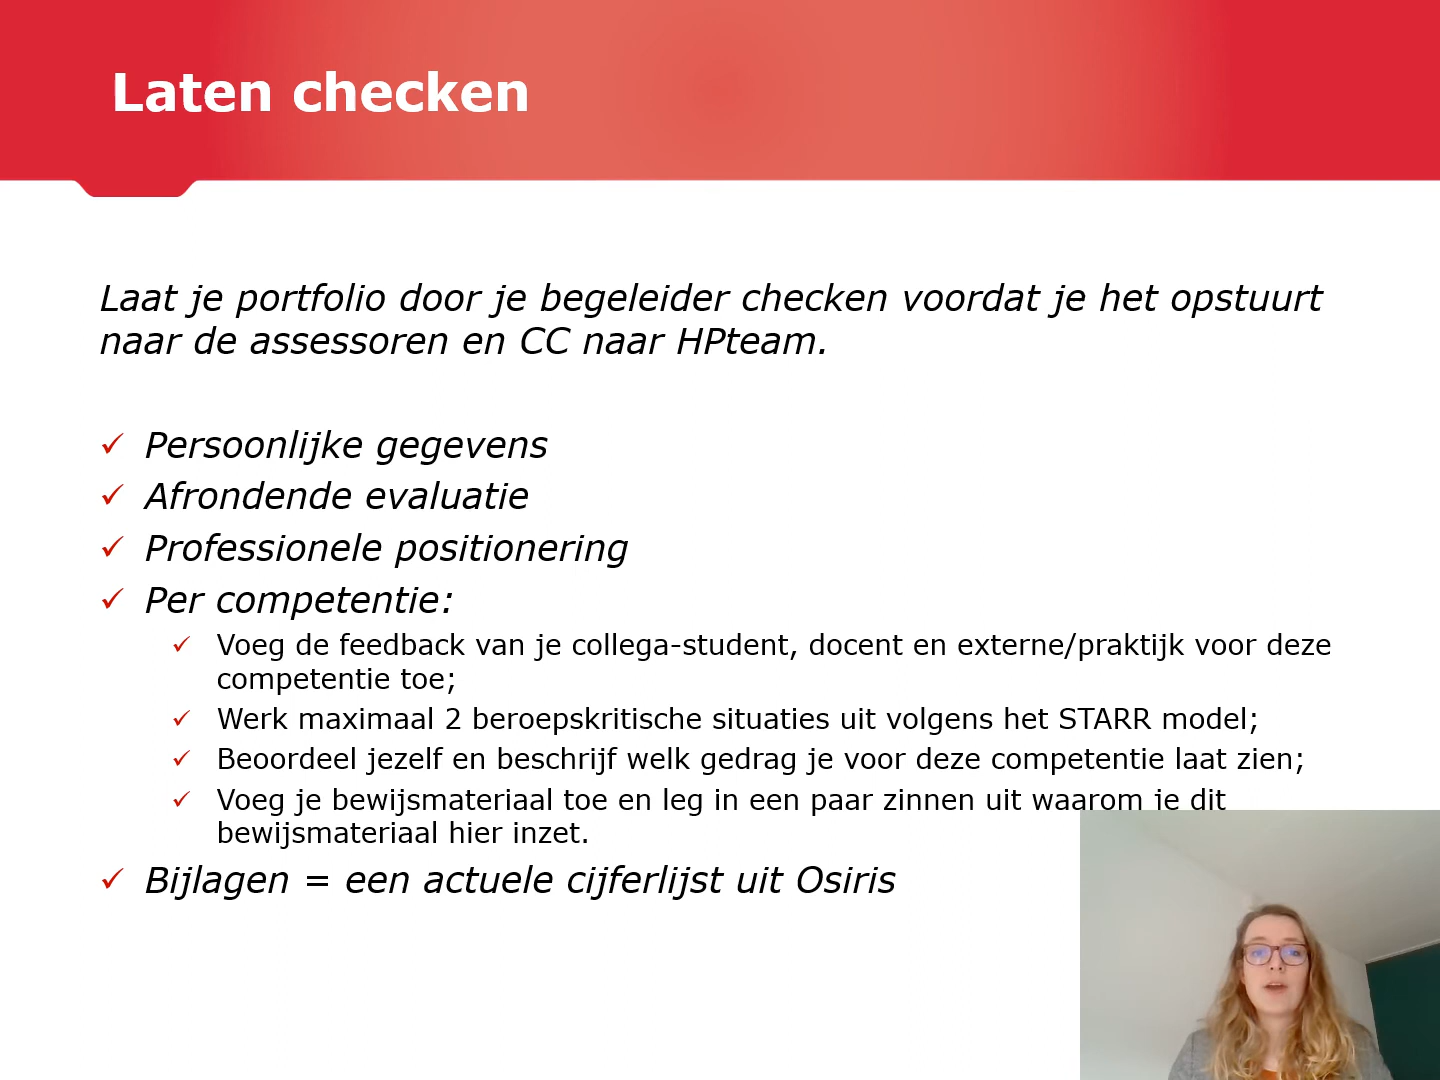 Laten checken
Laat je portfolio door je begeleider checken voordat je het opstuurt
naar de assessoren en CC naar HPteam.
Persoonlijke gegevens
Afrondende evaluatie
Professionele positionering
Per competentie:
Voeg de feedback van je collega-student, docent en externe/praktijk voor deze
competentie toe;
Werk maximaal 2 beroepskritische situaties uit volgens het STARR model;
Beoordeel jezelf en beschrijf welk gedrag je voor deze competentie laat zien;
Voeg je bewijsmateriaal toe en leg in een paar zinnen uit waarom je dit
bewijsmateriaal hier inzet.
Bijlagen = een actuele cijferlijst uit Osiris